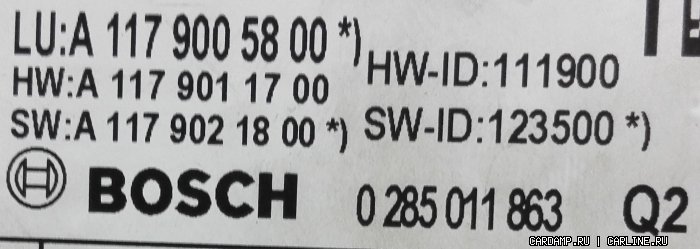 LU:A 117 900 58 00 *)
HW:A 117 901 17 00
HW-ID:111900
SW:A 117 902 18 00 *)
SW-ID:123500 *)
BOSCH
0 285 011 863
Q2
CARDAMP.RU | CARLINE.RU